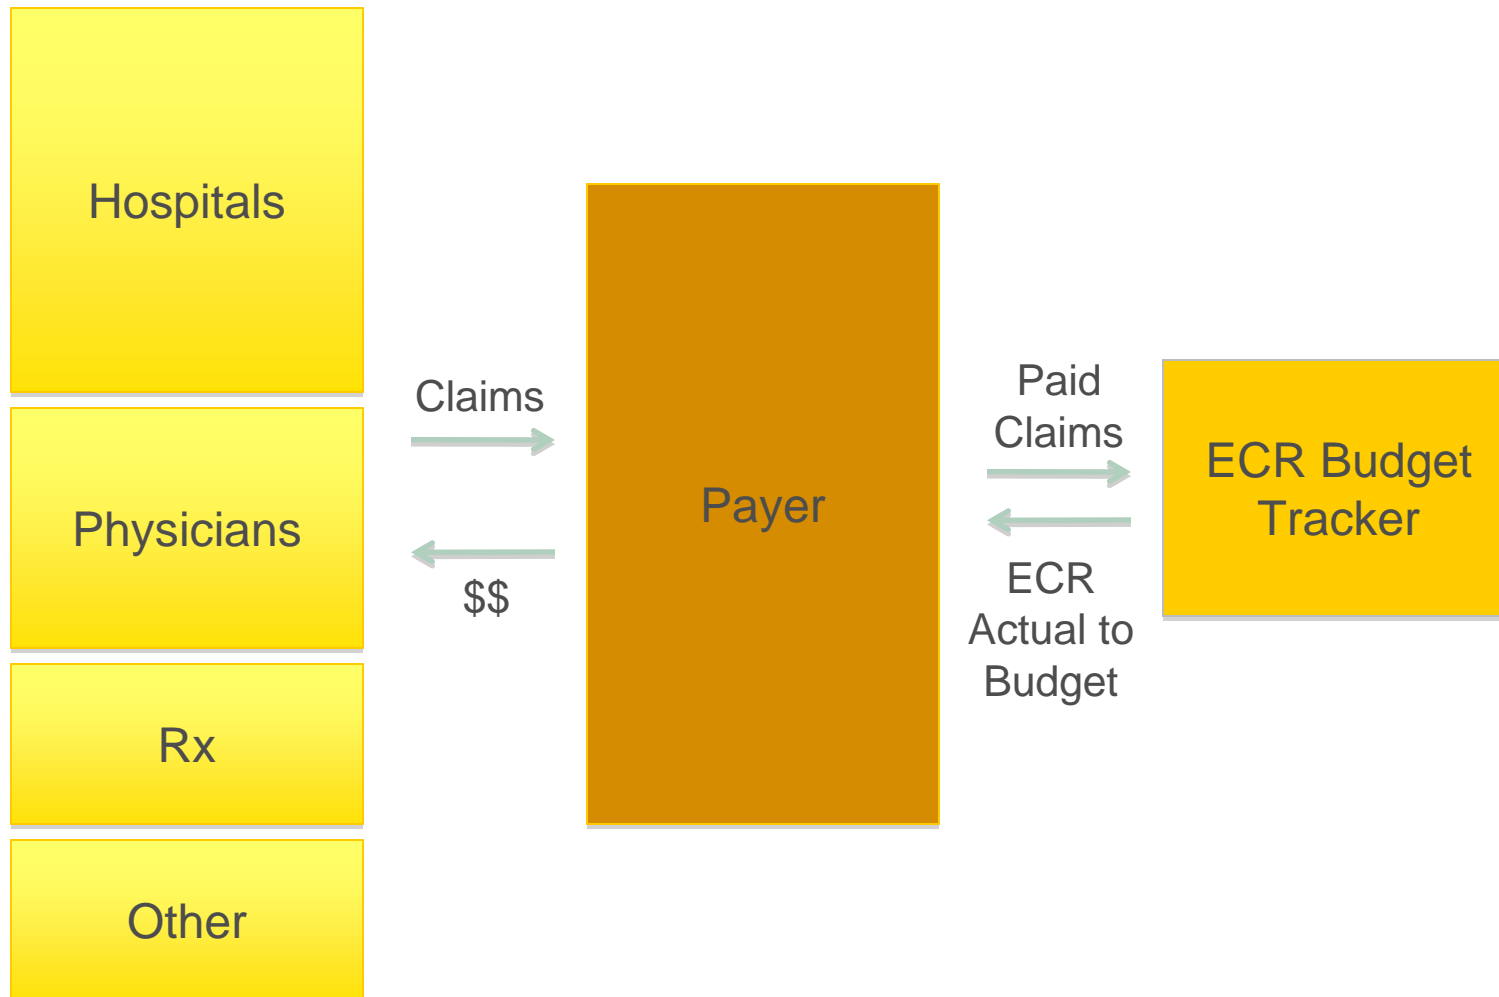 Hospitals
Physicians
Rx
Other
Claims
$$
Payer
Paid
Claims
ECR
Actual to
Budget
ECR Budget
Tracker